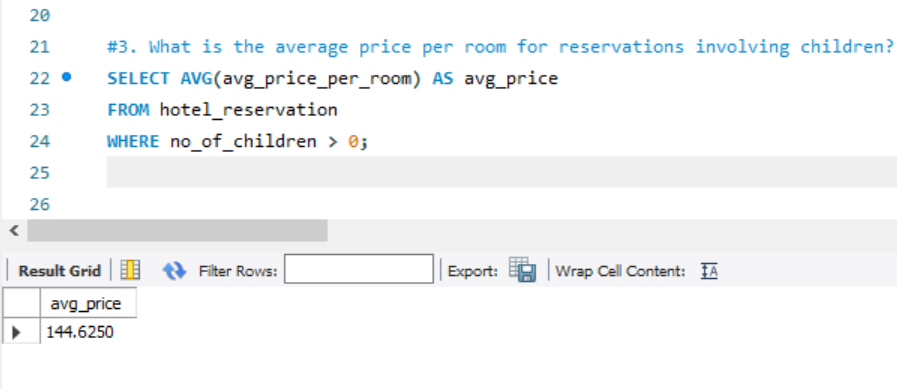 20
21 #3. What is the average price per room for reservations involving children?
22 SELECT AVG(avg_price_per_room) AS avg_price
23 FROM hotel_reservation
24 WHERE no_of_children > 0;
25
26
Result Grid Filter Rows: Export: Wrap Cell Content: IA
avg_price
144.6250